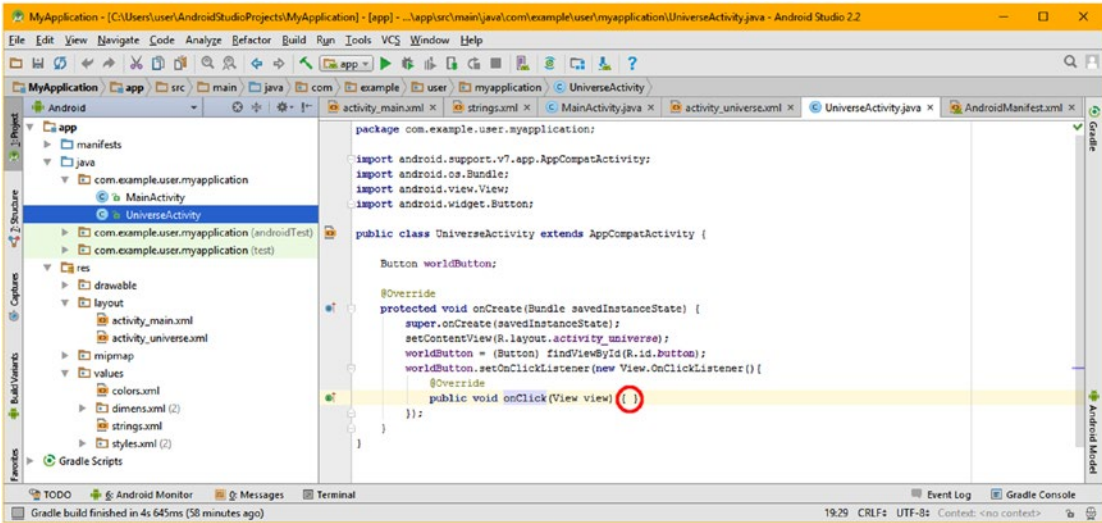 MyApplication - [C:\Users\user\AndroidStudioProjects\MyApplication] - [app] - ...\app\src\main\java\com\example\user\myapplication\UniverseActivity.java - Android Studio 2.2
File Edit View Navigate Code Analyze Refactor Build Run Tools VCS Window Help
app
MyApplication app src main java com example user myapplication UniverseActivity
Android
activity_main.xml × strings.xml × MainActivity.java × activity_universe.xml × UniverseActivity.java × AndroidManifest.xml ×
1: Project
2: Structure
Captures
Build Variants
Favorites
app
manifests
java
com.example.user.myapplication
MainActivity
UniverseActivity
com.example.user.myapplication (androidTest)
com.example.user.myapplication (test)
res
drawable
layout
activity_main.xml
activity_universe.xml
mipmap
values
colors.xml
dimens.xml (2)
strings.xml
styles.xml (2)
Gradle Scripts
package com.example.user.myapplication;
import android.support.v7.app.AppCompatActivity;
import android.os.Bundle;
import android.view.View;
import android.widget.Button;
public class UniverseActivity extends AppCompatActivity {
Button worldButton;
@Override
protected void onCreate(Bundle savedInstanceState) {
super.onCreate(savedInstanceState);
setContentView(R.layout.activity_universe);
worldButton = (Button) findViewById(R.id.button);
worldButton.setOnClickListener(new View.OnClickListener(){
@Override
public void onClick(View view) { }
});
}
}
Gradle
Android Model
TODO 6: Android Monitor 0: Messages Terminal Event Log Gradle Console
Gradle build finished in 4s 645ms (58 minutes ago) 19:29 CRLF UTF-8 Context: <no context>